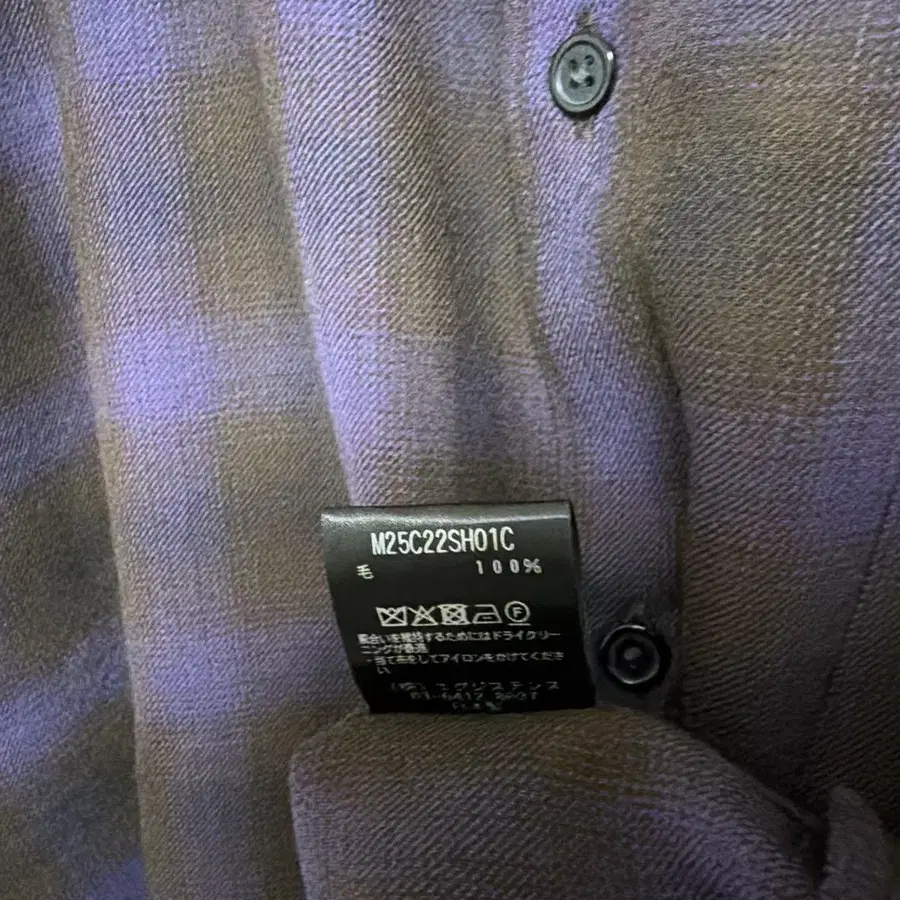 M25C22SH01C
毛 100%
風合いを維持するためにはドライクリー
ニングが最適
・当て布をしてアイロンをかけてくださ
い